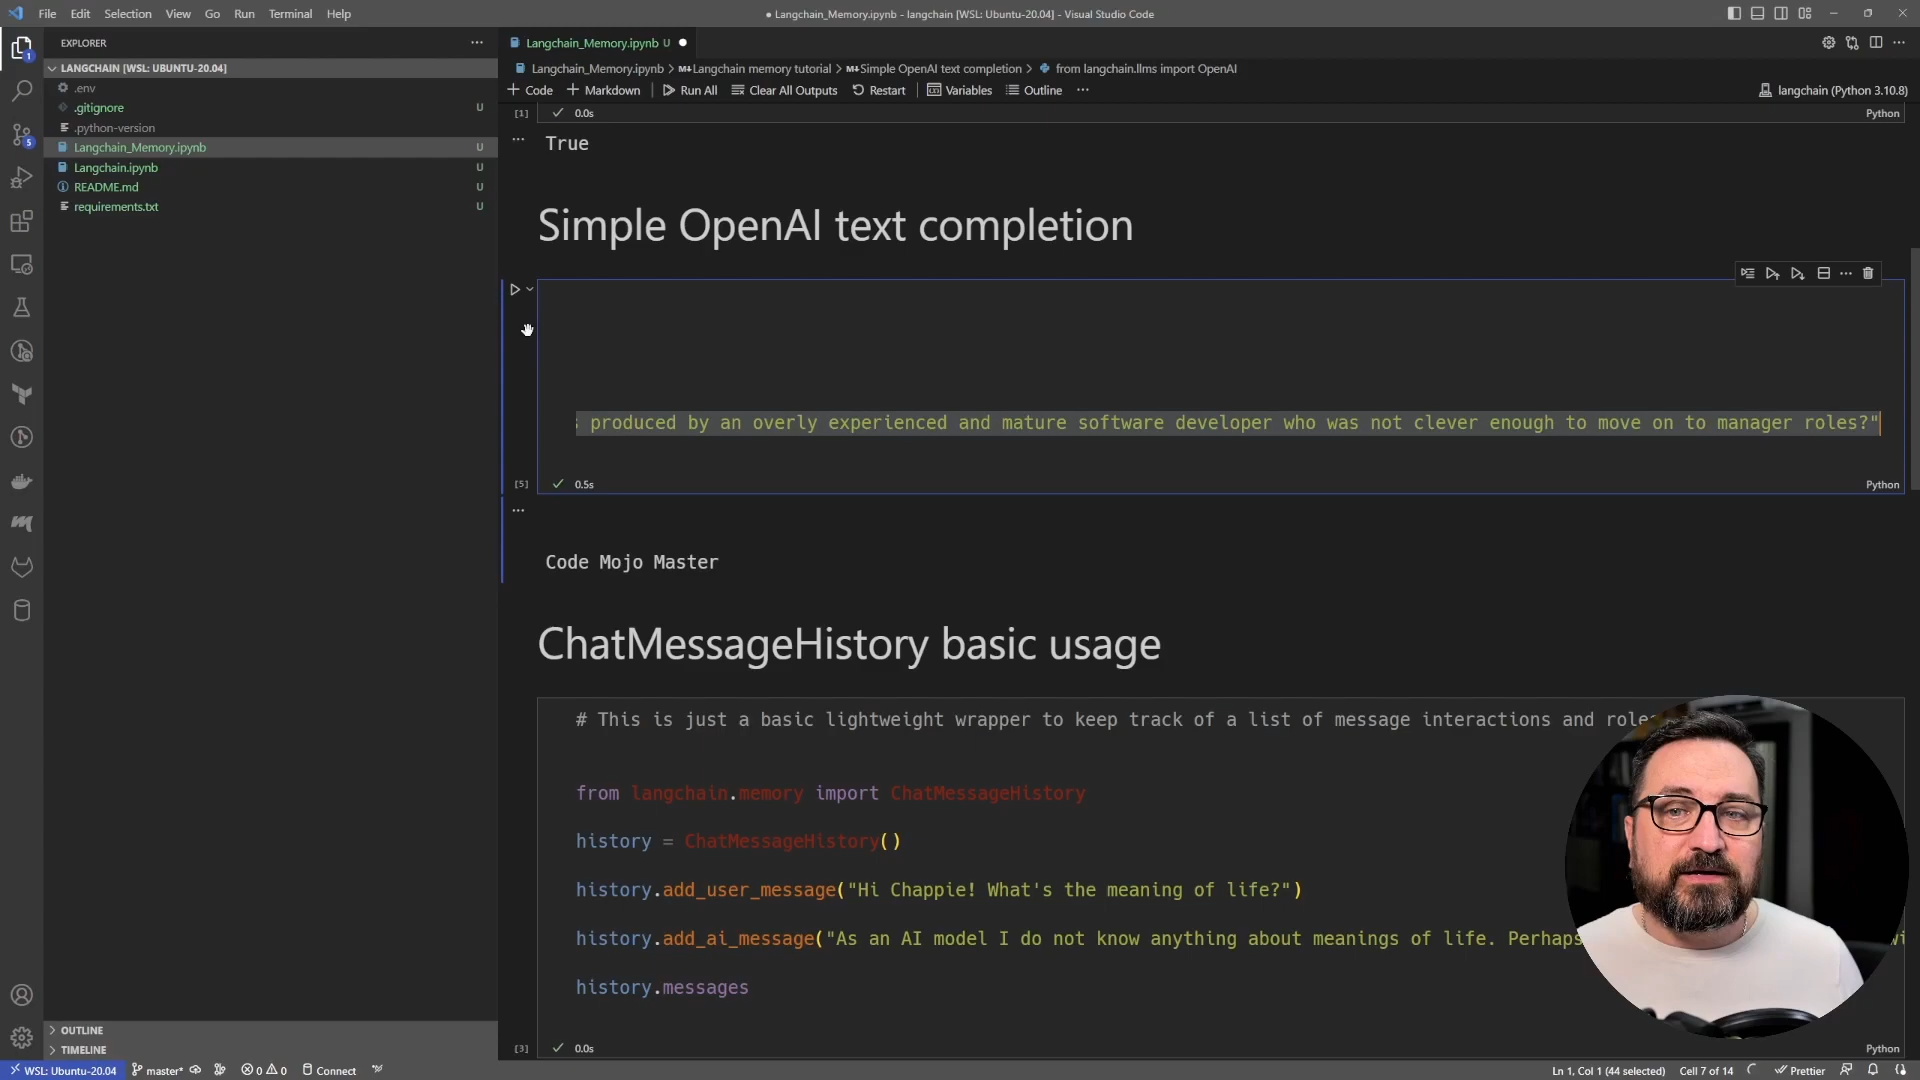 File Edit Selection View Go Run Terminal Help
● Langchain_Memory.ipynb - langchain [WSL: Ubuntu-20.04] - Visual Studio Code
EXPLORER
LANGCHAIN [WSL: UBUNTU-20.04]
.env
.gitignore U
.python-version
Langchain_Memory.ipynb U
Langchain.ipynb U
README.md U
requirements.txt U
OUTLINE
TIMELINE
1
5
Langchain_Memory.ipynb U
Langchain_Memory.ipynb > M↓Langchain memory tutorial > M↓Simple OpenAI text completion > from langchain.llms import OpenAI
+ Code + Markdown Run All Clear All Outputs Restart Variables Outline ...
langchain (Python 3.10.8)
[1] 0.0s Python
True
Simple OpenAI text completion
produced by an overly experienced and mature software developer who was not clever enough to move on to manager roles?"
[5] 0.5s Python
Code Mojo Master
ChatMessageHistory basic usage
# This is just a basic lightweight wrapper to keep track of a list of message interactions and role
from langchain.memory import ChatMessageHistory
history = ChatMessageHistory()
history.add_user_message("Hi Chappie! What's the meaning of life?")
history.add_ai_message("As an AI model I do not know anything about meanings of life. Perhaps
history.messages
[3] 0.0s Python
WSL: Ubuntu-20.04 master* 0 0 Connect
Ln 1, Col 1 (44 selected) Cell 7 of 14 Prettier